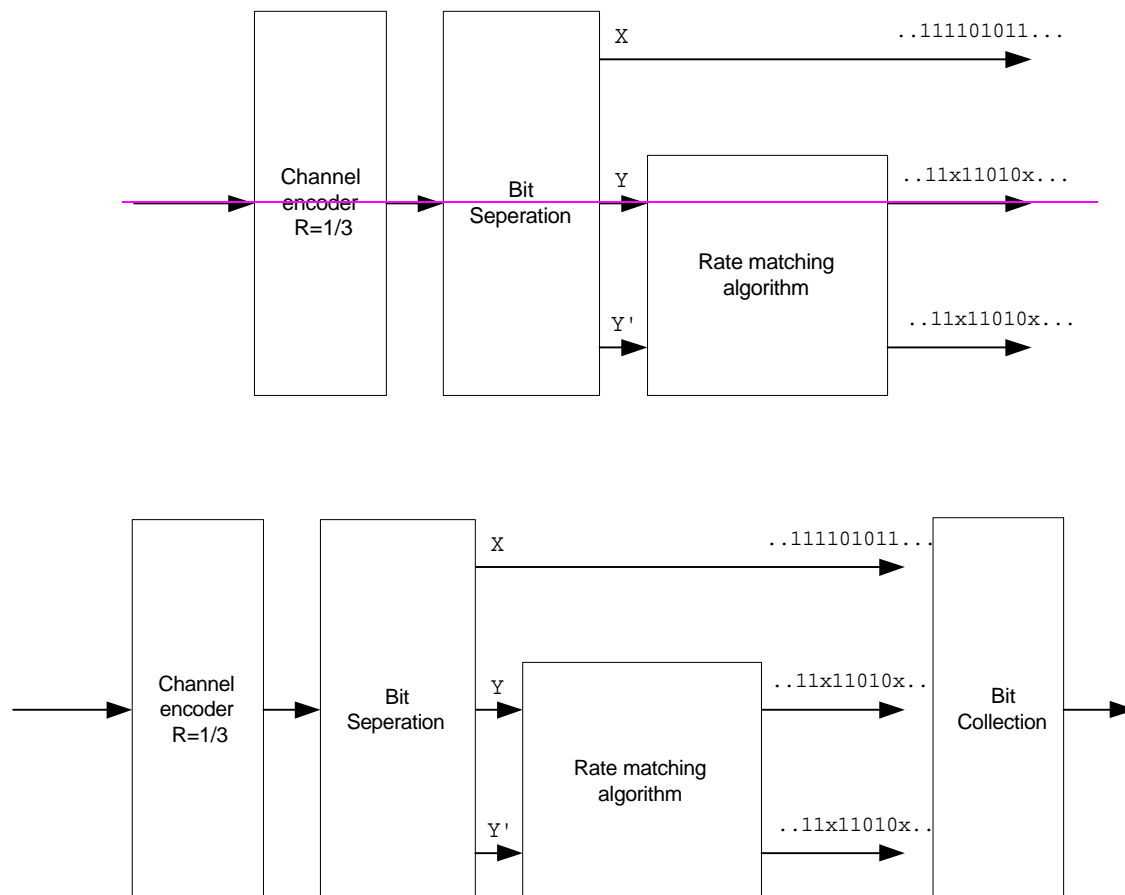 X
..111101011...
Channel
encoder
R=1/3
Bit
Seperation
Y
..11x11010x...
Rate matching
algorithm
Y'
..11x11010x...
X
..111101011...
Channel
encoder
R=1/3
Bit
Seperation
Y
..11x11010x..
Bit
Collection
Rate matching
algorithm
Y'
..11x11010x..